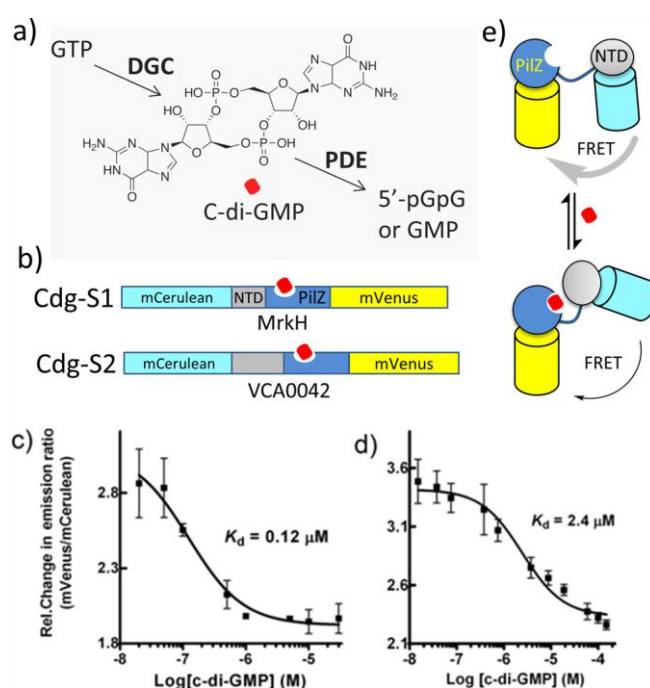 a)
GTP
DGC
HO
O
P
O
O
OH
O
N
NH
N
N
NH₂
O
H₂N
N
HN
O
N
N
O
HO
O
P
OH
O
PDE
C-di-GMP
5'-pGpG
or GMP
b)
Cdg-S1
mCerulean
NTD
PilZ
mVenus
MrkH
Cdg-S2
mCerulean
mVenus
VCA0042
e)
PilZ
NTD
FRET
FRET
c)
Rel.Change in emission ratio
(mVenus/mCerulean)
2.8
2.3
1.8
Kd = 0.12 μM
-8 -7 -6 -5 -4
Log[c-di-GMP] (M)
d)
3.6
3.1
2.6
2.1
Kd = 2.4 μM
-8 -7 -6 -5 -4
Log [c-di-GMP] (M)